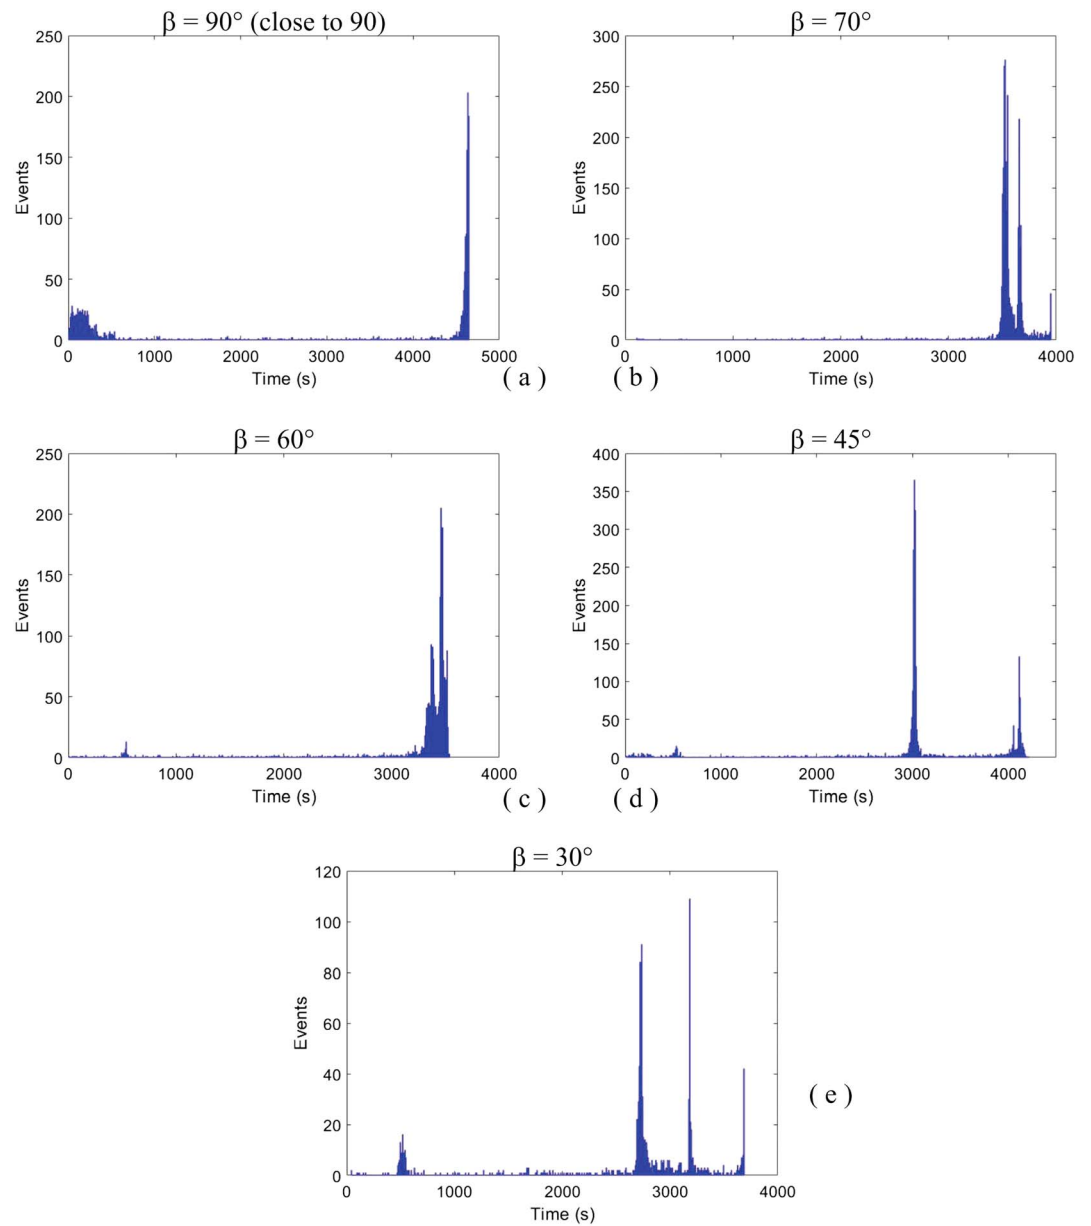 β = 90° (close to 90)
250
200
150
100
50
0
Events
0 1000 2000 3000 4000 5000
Time (s)
( a )
β = 70°
300
250
200
150
100
50
0
Events
0 1000 2000 3000 4000
Time (s)
( b )
β = 60°
250
200
150
100
50
0
Events
0 1000 2000 3000 4000
Time (s)
( c )
β = 45°
400
350
300
250
200
150
100
50
0
Events
0 1000 2000 3000 4000
Time (s)
( d )
β = 30°
120
100
80
60
40
20
0
Events
0 1000 2000 3000 4000
Time (s)
( e )